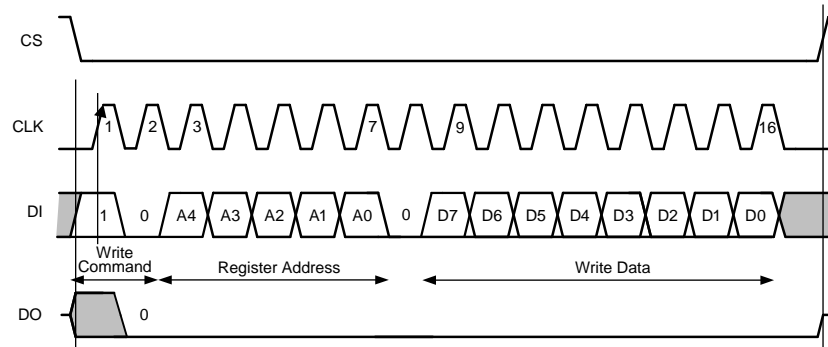 CS
CLK 1 2 3 7 9 16
DI 1 0 A4 A3 A2 A1 A0 0 D7 D6 D5 D4 D3 D2 D1 D0
Write
Command Register Address Write Data
DO 0